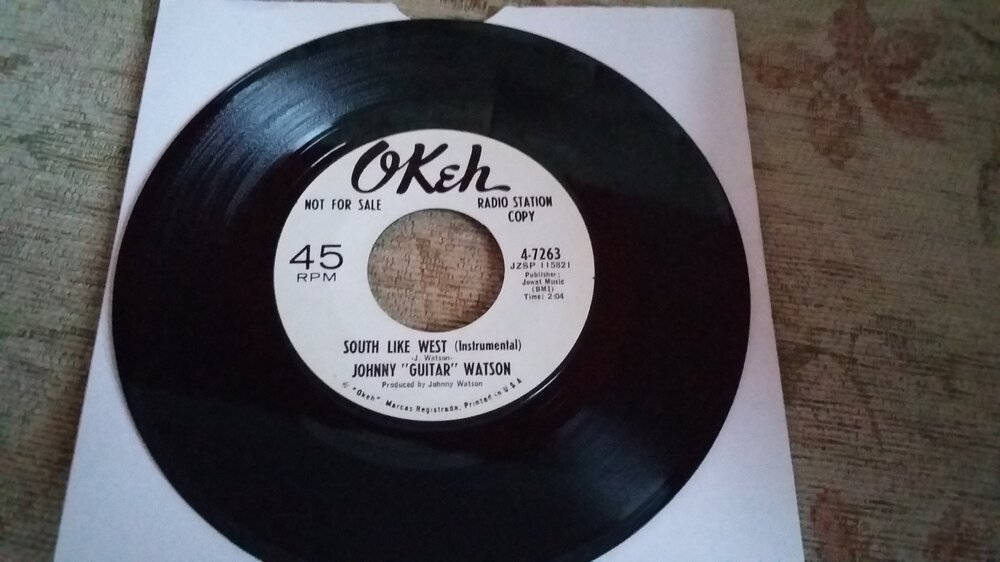 OKeh
NOT FOR SALE
RADIO STATION
COPY
45
RPM
4-7263
JZSP 115821
Publisher:
Jowat Music
(BMI)
Time: 2:04
SOUTH LIKE WEST (Instrumental)
-J. Watson-
JOHNNY "GUITAR" WATSON
Produced by Johnny Watson
"Okeh" Marcas Registrada. Printed in U.S.A